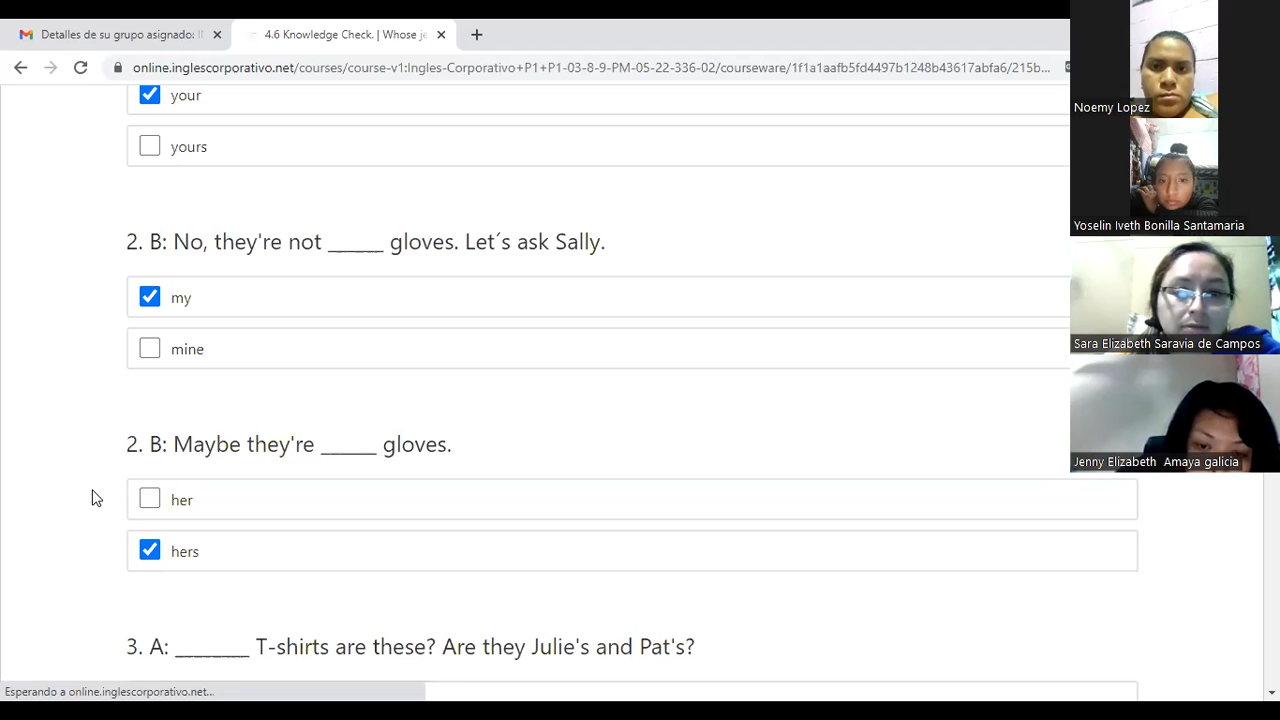 Detalles de su grupo asignado: I
4.6 Knowledge Check. | Whose je
online.inglescorporativo.net/courses/course-v1:Ingles-Corporativo+P1+P1-03-8-9-PM-05-22-336-02/courseware/1f1a1aafb5fd4497b1248b43617abfa6/215b...
your
yours
2. B: No, they're not ______ gloves. Let´s ask Sally.
my
mine
2. B: Maybe they're ______ gloves.
her
hers
3. A: ________ T-shirts are these? Are they Julie's and Pat's?
Esperando a online.inglescorporativo.net...
Noemy Lopez
Yoselin Iveth Bonilla Santamaria
Sara Elizabeth Saravia de Campos
Jenny Elizabeth Amaya galicia